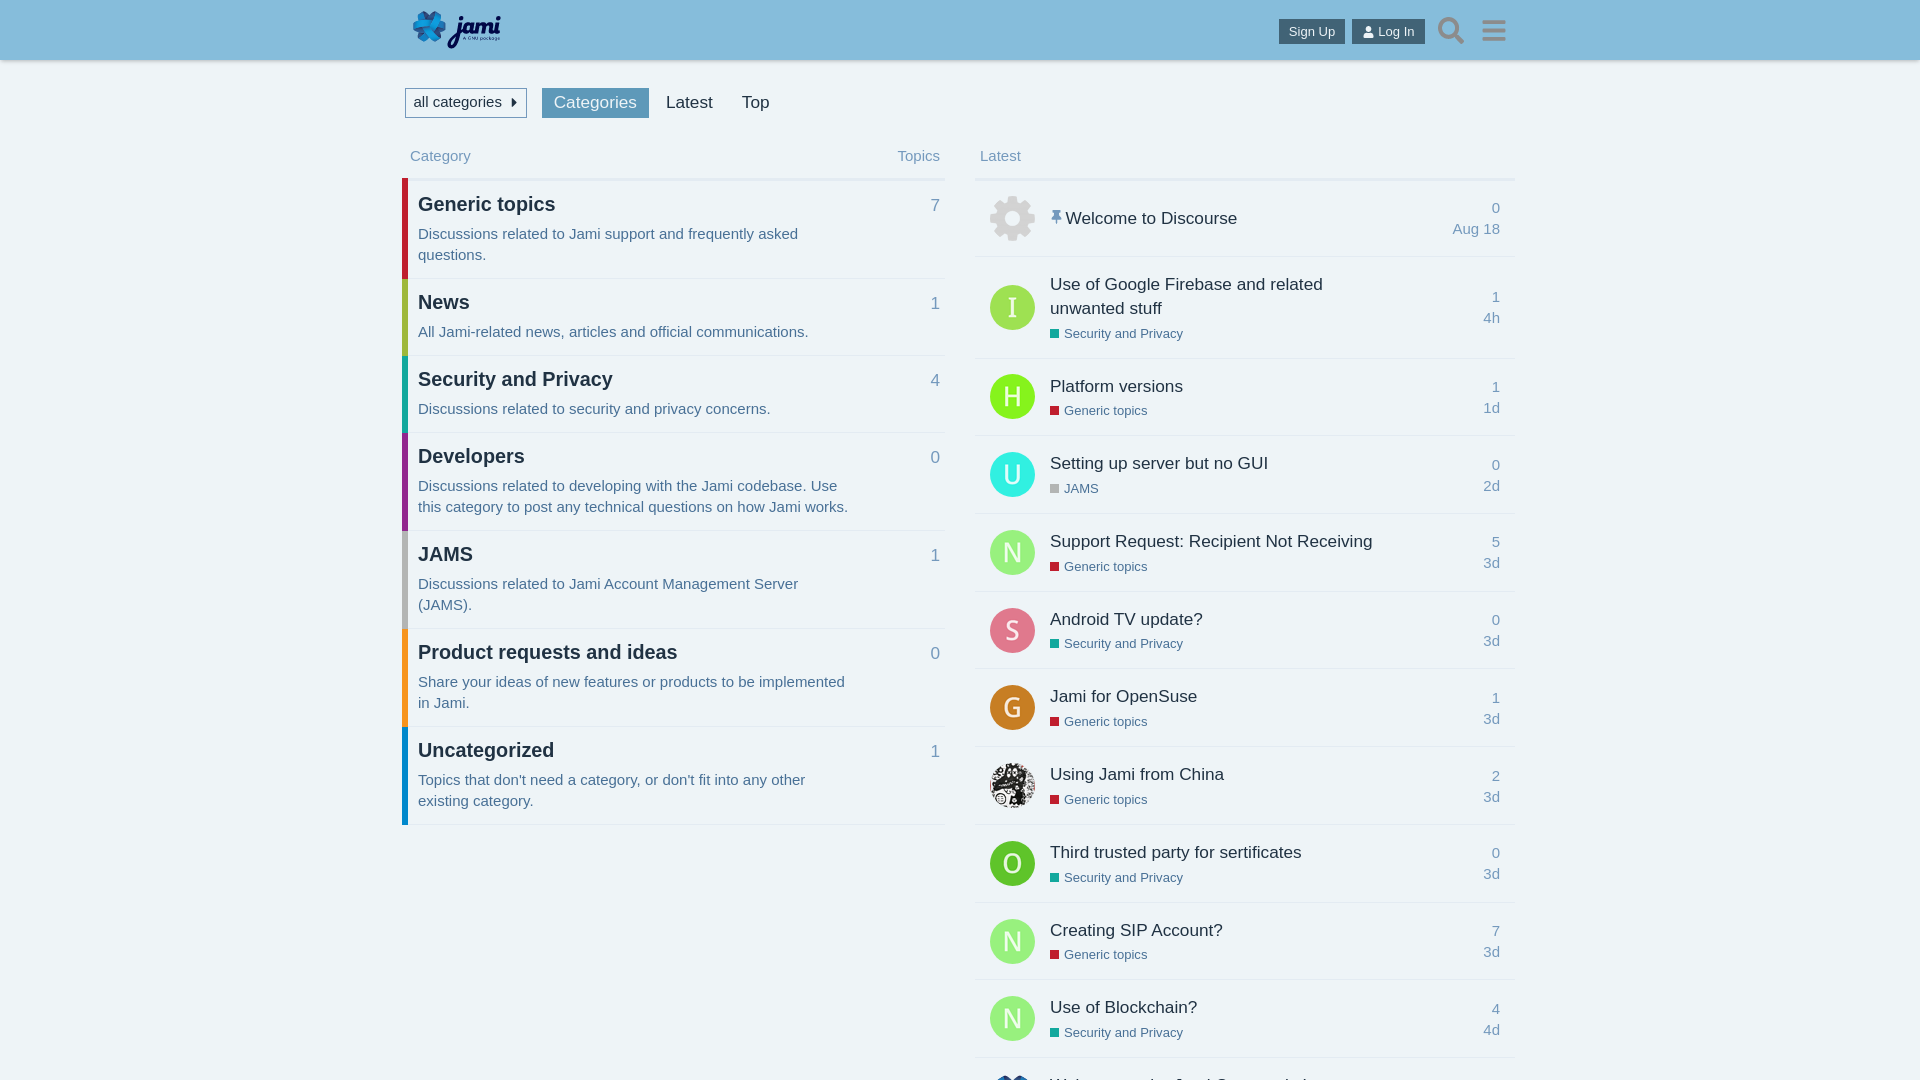 jami
A GNU package
Sign Up
Log In
all categories
Categories
Latest
Top
Category
Topics
Generic topics
7
Discussions related to Jami support and frequently asked
questions.
News
1
All Jami-related news, articles and official communications.
Security and Privacy
4
Discussions related to security and privacy concerns.
Developers
0
Discussions related to developing with the Jami codebase. Use
this category to post any technical questions on how Jami works.
JAMS
1
Discussions related to Jami Account Management Server
(JAMS).
Product requests and ideas
0
Share your ideas of new features or products to be implemented
in Jami.
Uncategorized
1
Topics that don't need a category, or don't fit into any other
existing category.
Latest
Welcome to Discourse
0
Aug 18
I
Use of Google Firebase and related
unwanted stuff
Security and Privacy
1
4h
H
Platform versions
Generic topics
1
1d
U
Setting up server but no GUI
JAMS
0
2d
N
Support Request: Recipient Not Receiving
Generic topics
5
3d
S
Android TV update?
Security and Privacy
0
3d
G
Jami for OpenSuse
Generic topics
1
3d
Using Jami from China
Generic topics
2
3d
O
Third trusted party for sertificates
Security and Privacy
0
3d
N
Creating SIP Account?
Generic topics
7
3d
N
Use of Blockchain?
Security and Privacy
4
4d